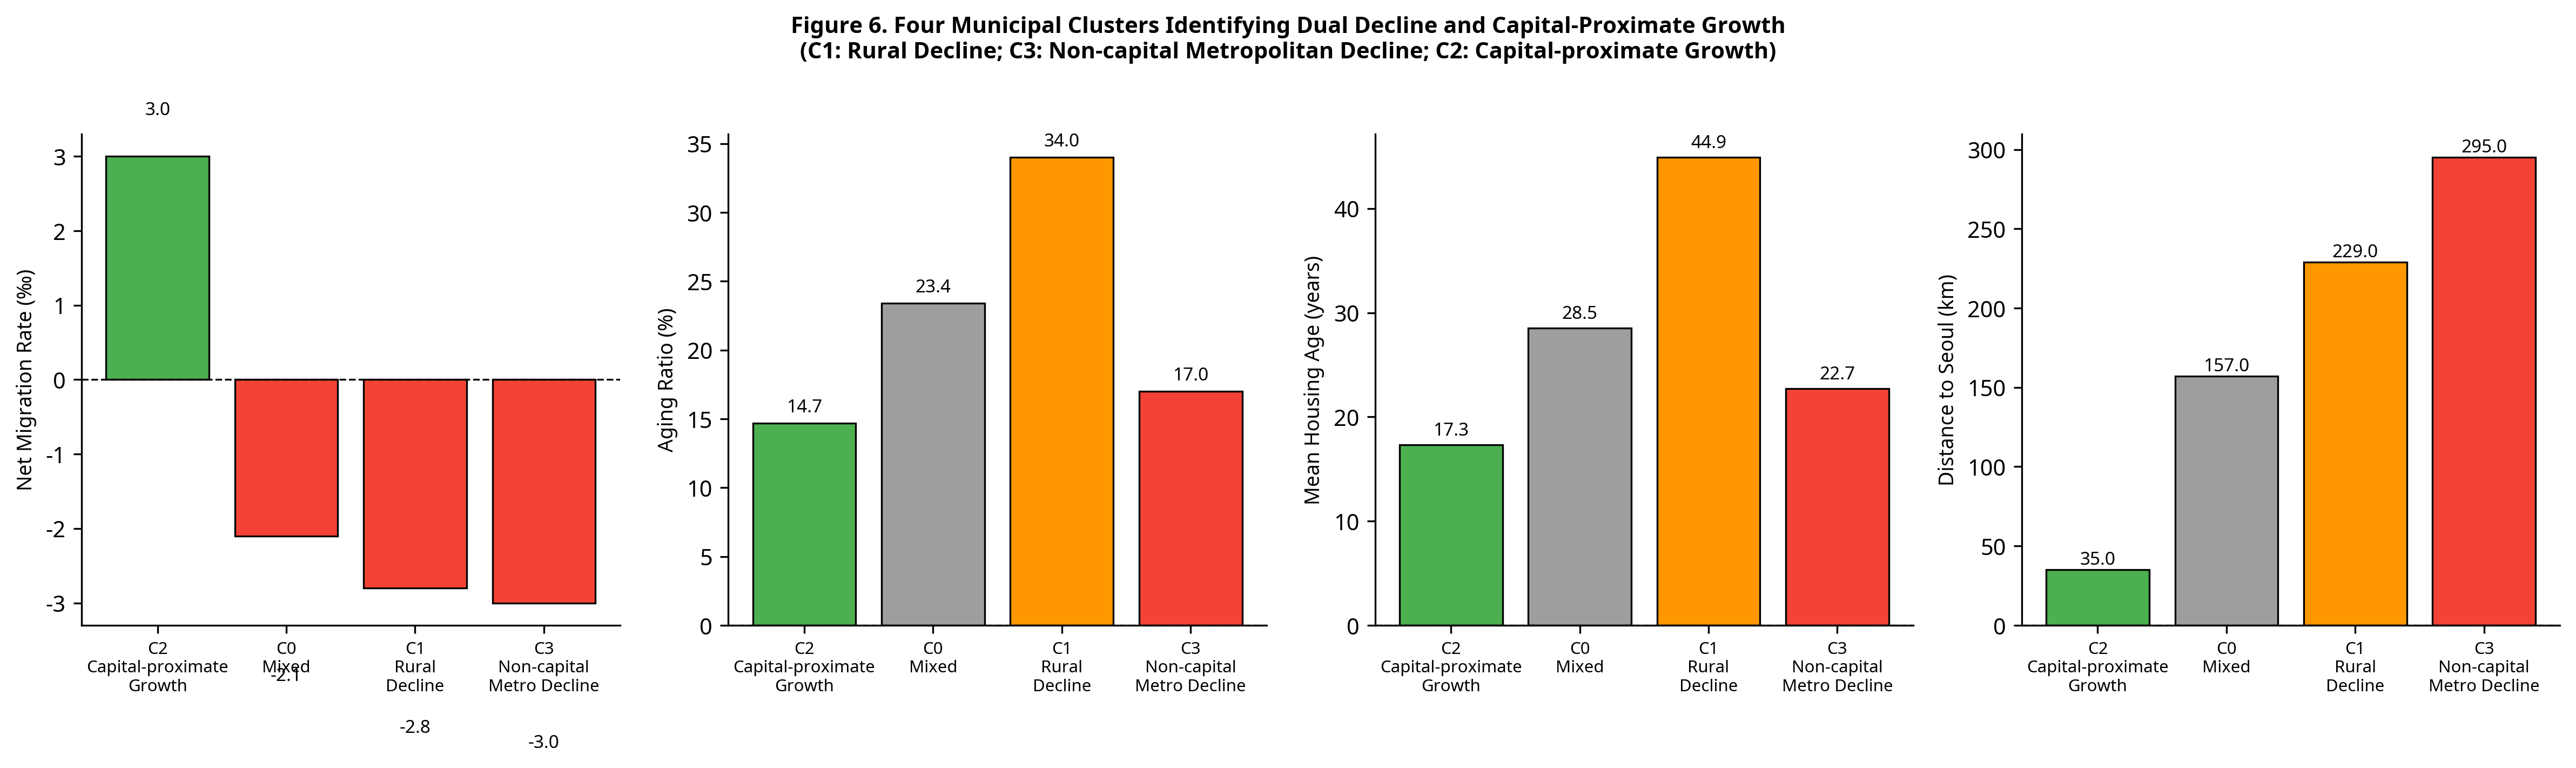 Figure 6. Four Municipal Clusters Identifying Dual Decline and Capital-Proximate Growth
(C1: Rural Decline; C3: Non-capital Metropolitan Decline; C2: Capital-proximate Growth)
Net Migration Rate (‰)
3
2
1
0
-1
-2
-3
3.0
-2.1
-2.8
-3.0
C2
Capital-proximate
Growth
C0
Mixed
C1
Rural
Decline
C3
Non-capital
Metro Decline
Aging Ratio (%)
35
30
25
20
15
10
5
0
14.7
23.4
34.0
17.0
C2
Capital-proximate
Growth
C0
Mixed
C1
Rural
Decline
C3
Non-capital
Metro Decline
Mean Housing Age (years)
40
30
20
10
0
17.3
28.5
44.9
22.7
C2
Capital-proximate
Growth
C0
Mixed
C1
Rural
Decline
C3
Non-capital
Metro Decline
Distance to Seoul (km)
300
250
200
150
100
50
0
35.0
157.0
229.0
295.0
C2
Capital-proximate
Growth
C0
Mixed
C1
Rural
Decline
C3
Non-capital
Metro Decline